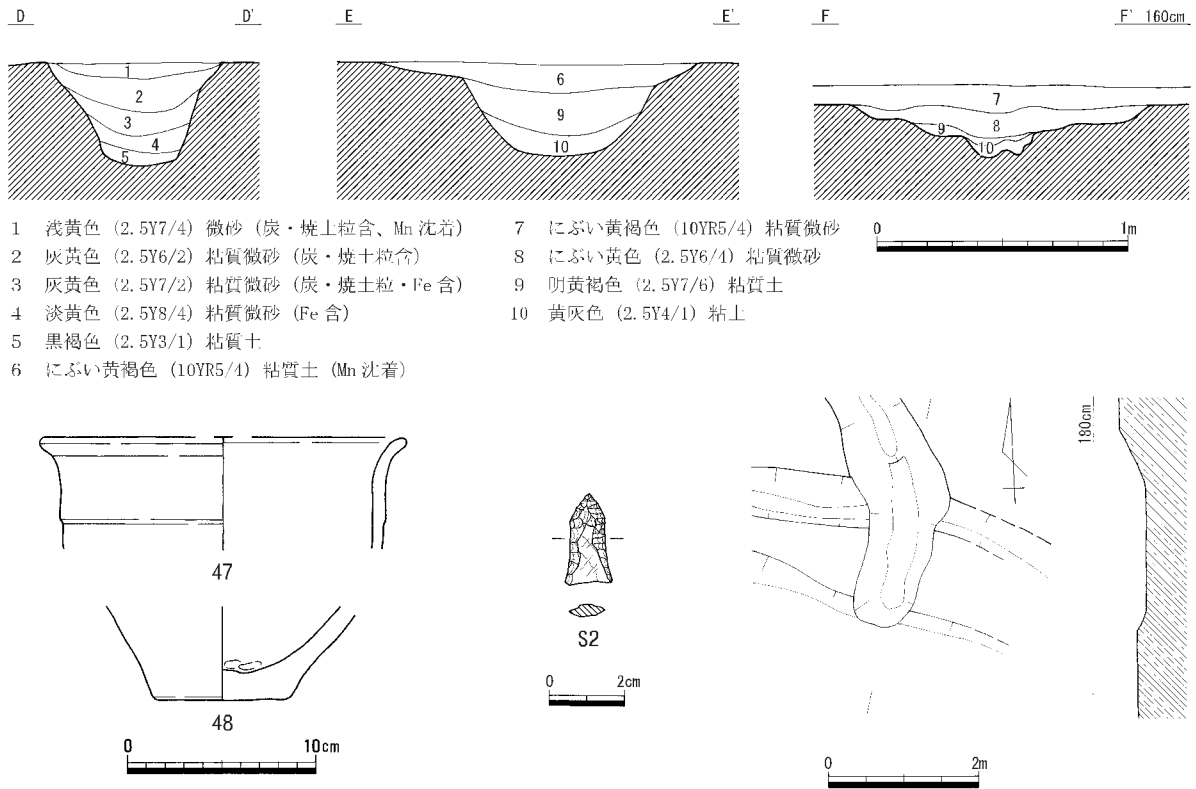 D D' E E' F F' 160cm
1 2 3 4 5
6 9 10
7 8 9 10
1 浅黄色 (2.5Y7/4) 微砂 (炭・焼土粒含、Mn 沈着)
2 灰黄色 (2.5Y6/2) 粘質微砂 (炭・焼土粒含)
3 灰黄色 (2.5Y7/2) 粘質微砂 (炭・焼土粒・Fe 含)
4 淡黄色 (2.5Y8/4) 粘質微砂 (Fe 含)
5 黒褐色 (2.5Y3/1) 粘質土
6 にぶい黄褐色 (10YR5/4) 粘質土 (Mn 沈着)
7 にぶい黄褐色 (10YR5/4) 粘質微砂
8 にぶい黄色 (2.5Y6/4) 粘質微砂
9 明黄褐色 (2.5Y7/6) 粘質土
10 黄灰色 (2.5Y4/1) 粘土
0 1m
180cm
47
48
0 10cm
S2
0 2cm
0 2m